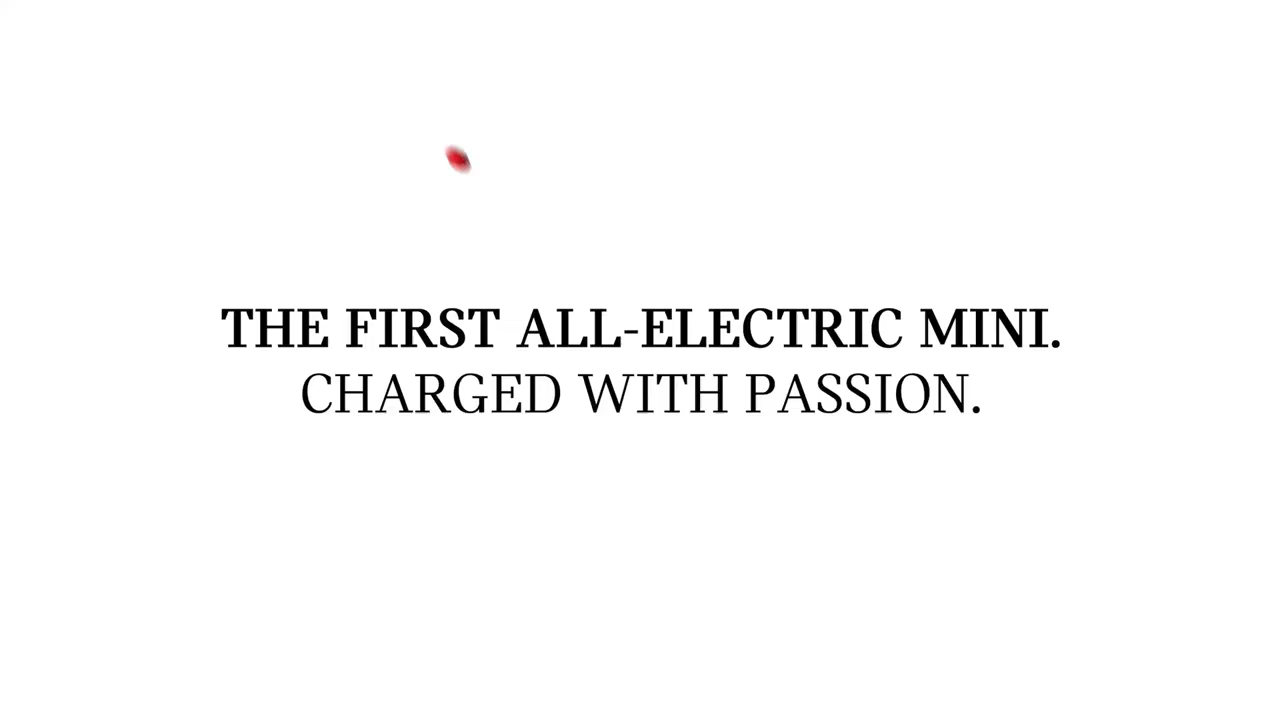 THE FIRST ALL-ELECTRIC MINI.
CHARGED WITH PASSION.